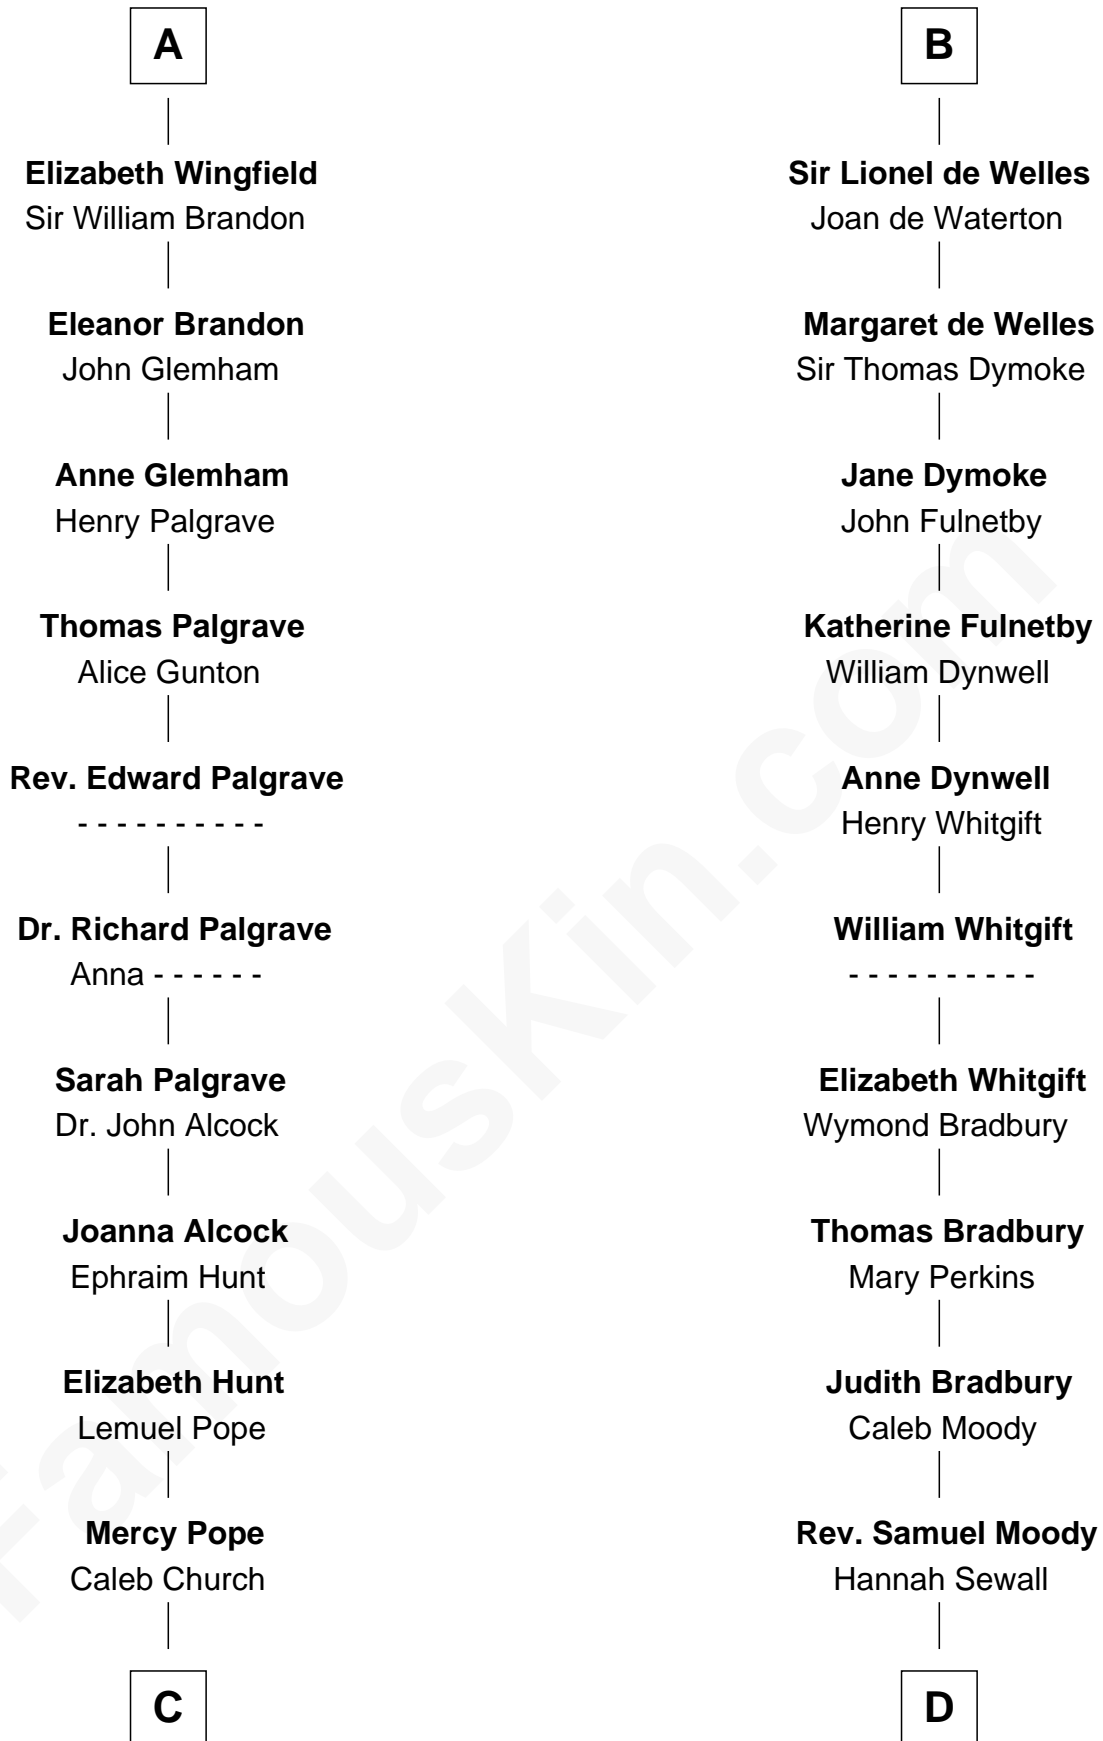 A
Elizabeth Wingfield
Sir William Brandon
Eleanor Brandon
John Glemham
Anne Glemham
Henry Palgrave
Thomas Palgrave
Alice Gunton
Rev. Edward Palgrave
- - - - - - - - - -
Dr. Richard Palgrave
Anna - - - - - -
Sarah Palgrave
Dr. John Alcock
Joanna Alcock
Ephraim Hunt
Elizabeth Hunt
Lemuel Pope
Mercy Pope
Caleb Church
C
B
Sir Lionel de Welles
Joan de Waterton
Margaret de Welles
Sir Thomas Dymoke
Jane Dymoke
John Fulnetby
Katherine Fulnetby
William Dynwell
Anne Dynwell
Henry Whitgift
William Whitgift
- - - - - - - - - -
Elizabeth Whitgift
Wymond Bradbury
Thomas Bradbury
Mary Perkins
Judith Bradbury
Caleb Moody
Rev. Samuel Moody
Hannah Sewall
D
FamousKin.com